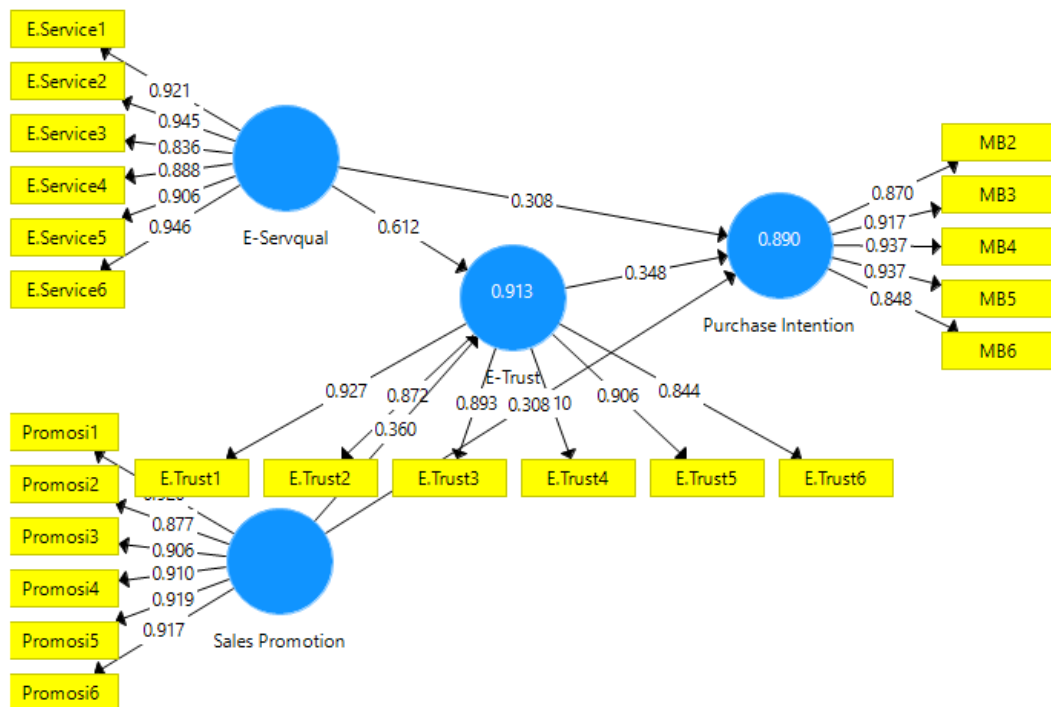 E.Service1
E.Service2
E.Service3
E.Service4
E.Service5
E.Service6
0.921
0.945
0.836
0.888
0.906
0.946
E-Servqual
0.308
0.612
0.913
E-Trust
0.348
0.890
Purchase Intention
0.870
0.917
0.937
0.937
0.848
MB2
MB3
MB4
MB5
MB6
0.927
0.872
0.360
0.893
0.308
10
0.906
0.844
E.Trust1
E.Trust2
E.Trust3
E.Trust4
E.Trust5
E.Trust6
Promosi1
Promosi2
Promosi3
Promosi4
Promosi5
Promosi6
0.877
0.906
0.910
0.919
0.917
Sales Promotion